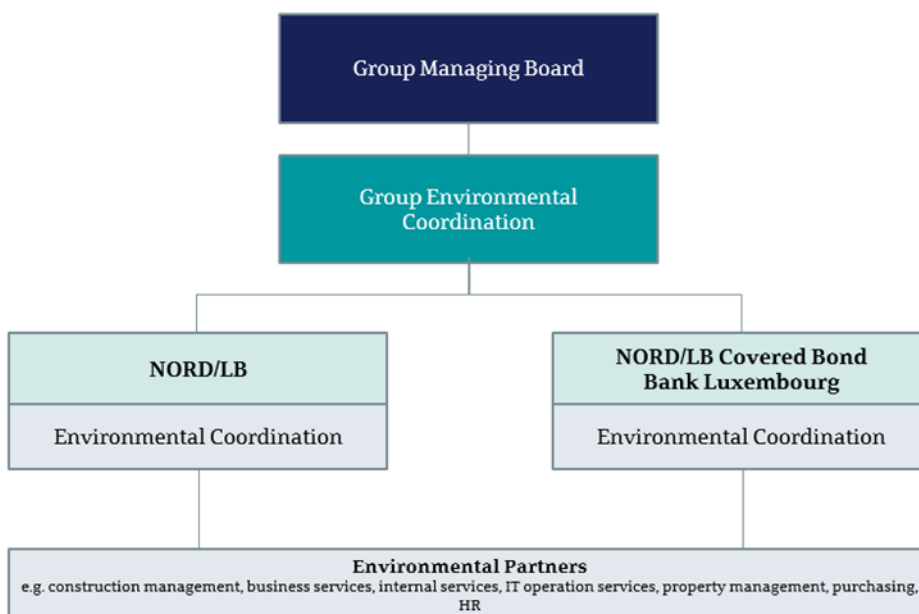 Group Managing Board
Group Environmental
Coordination
NORD/LB
Environmental Coordination
NORD/LB Covered Bond
Bank Luxembourg
Environmental Coordination
Environmental Partners
e.g. construction management, business services, internal services, IT operation services, property management, purchasing,
HR